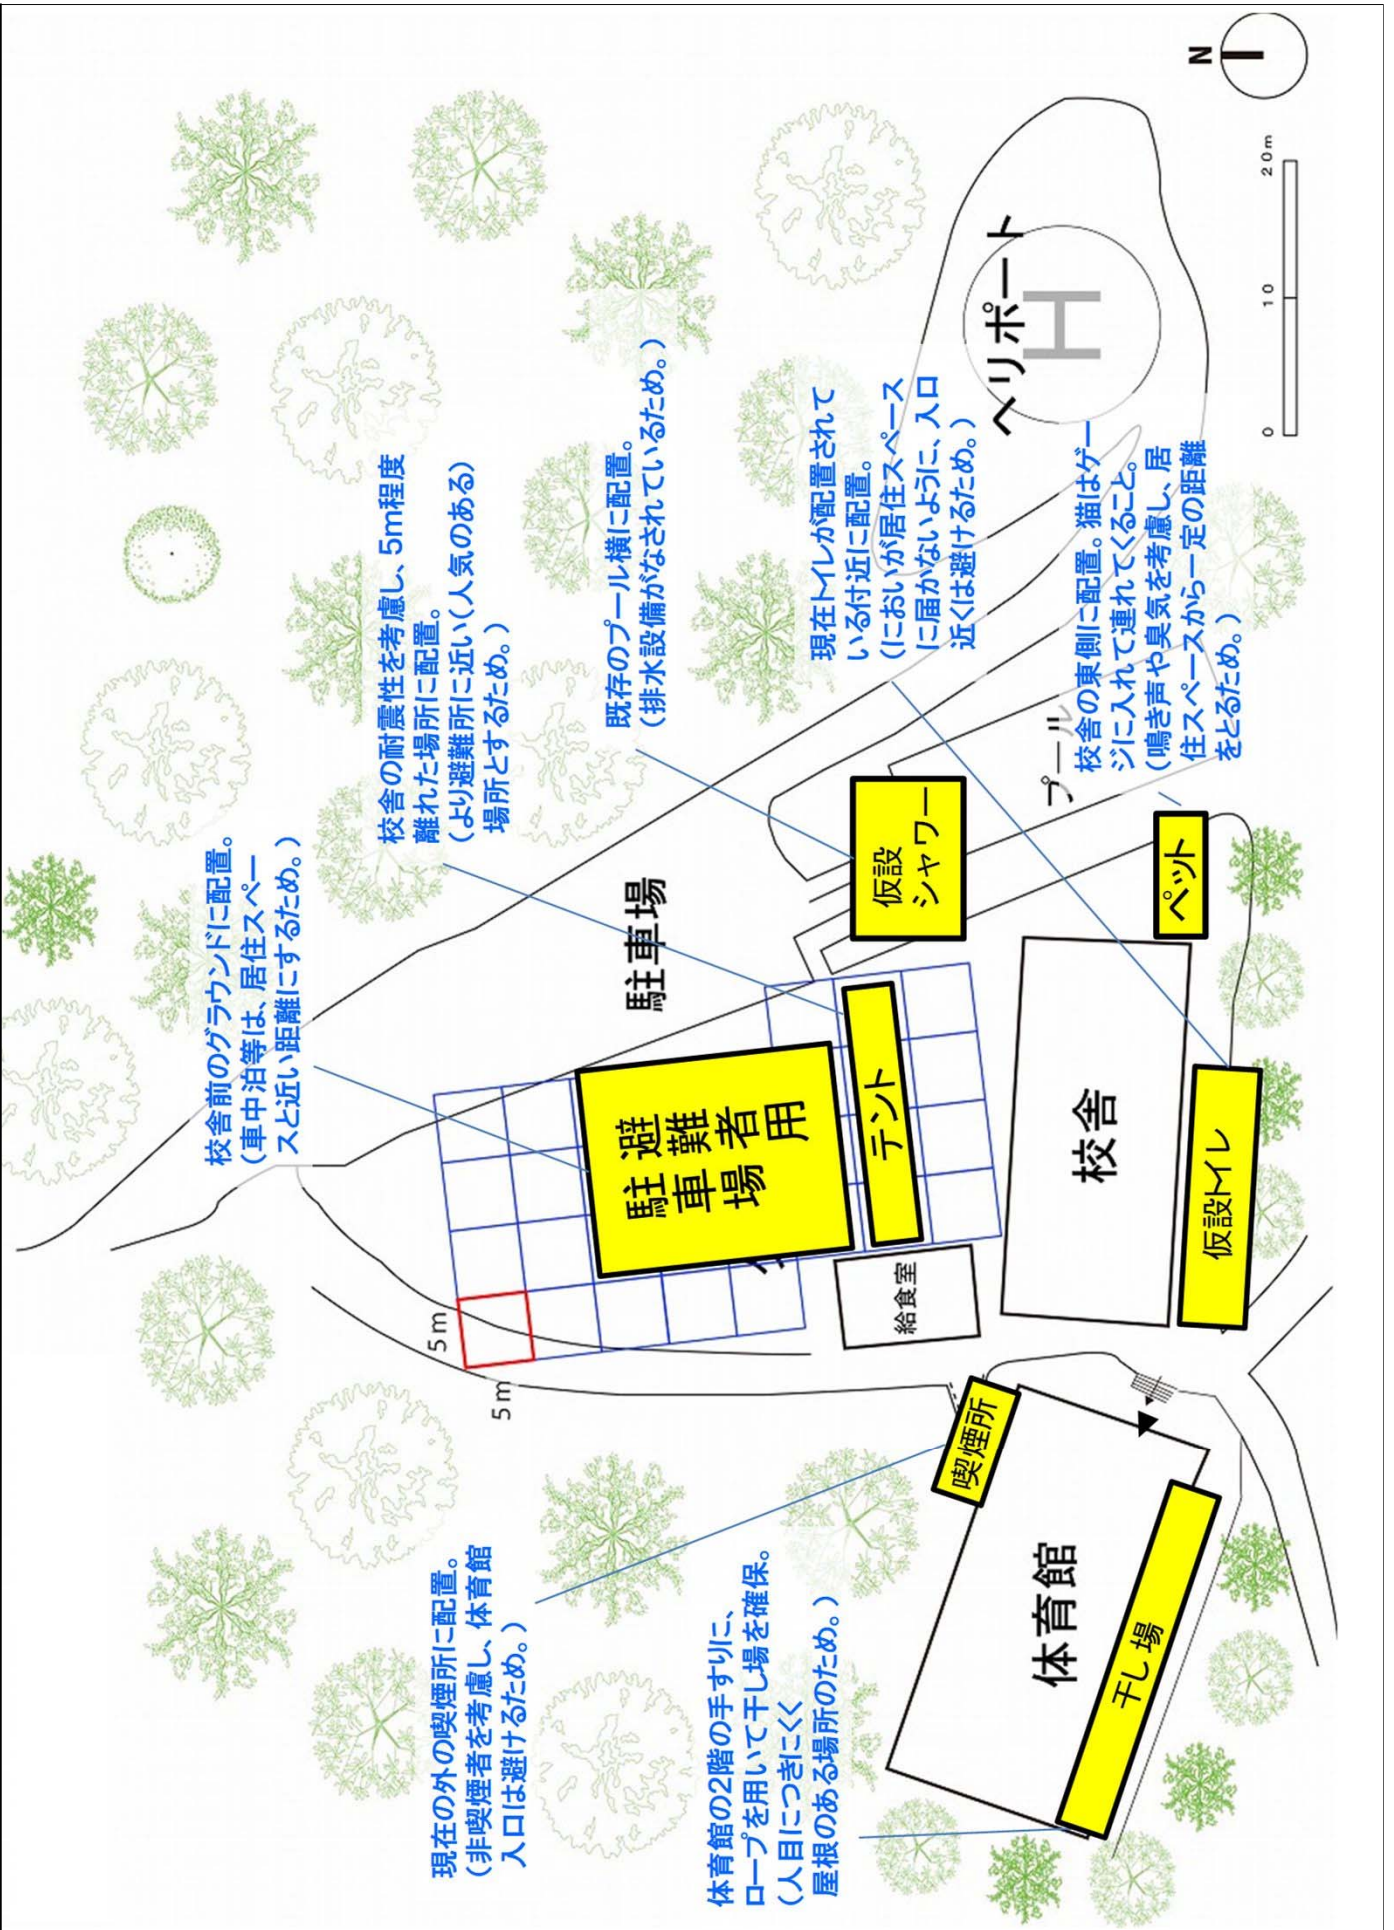 現在の外の喫煙所に配置。
（非喫煙者を考慮し、体育館
入口は避けるため。）
校舎前のグラウンドに配置。
（車中泊等は、居住スペー
スと近い距離にするため。）
校舎の耐震性を考慮し、5m程度
離れた場所に配置。
（より避難所に近い（人気のある）
場所とするため。）
既存のプール横に配置。
（排水設備がなされているため。）
現在トイレが配置されて
いる付近に配置。
（においが居住スペース
に届かないように、入口
近くは避けるため。）
校舎の東側に配置。猫はゲー
ジに入れて連れてくること。
（鳴き声や臭気を考慮し、居
住スペースから一定の距離
をとるため。）
体育館の2階の手すりに、
ロープを用いて干し場を確保。
（人目につきにくく
屋根のある場所のため。）
5m
5m
駐車場
避難者用
駐車場
テント
仮設
シャワー
給食室
喫煙所
体育館
干し場
校舎
仮設トイレ
ペット
プール
ヘリポート
H
N
0 10 20m